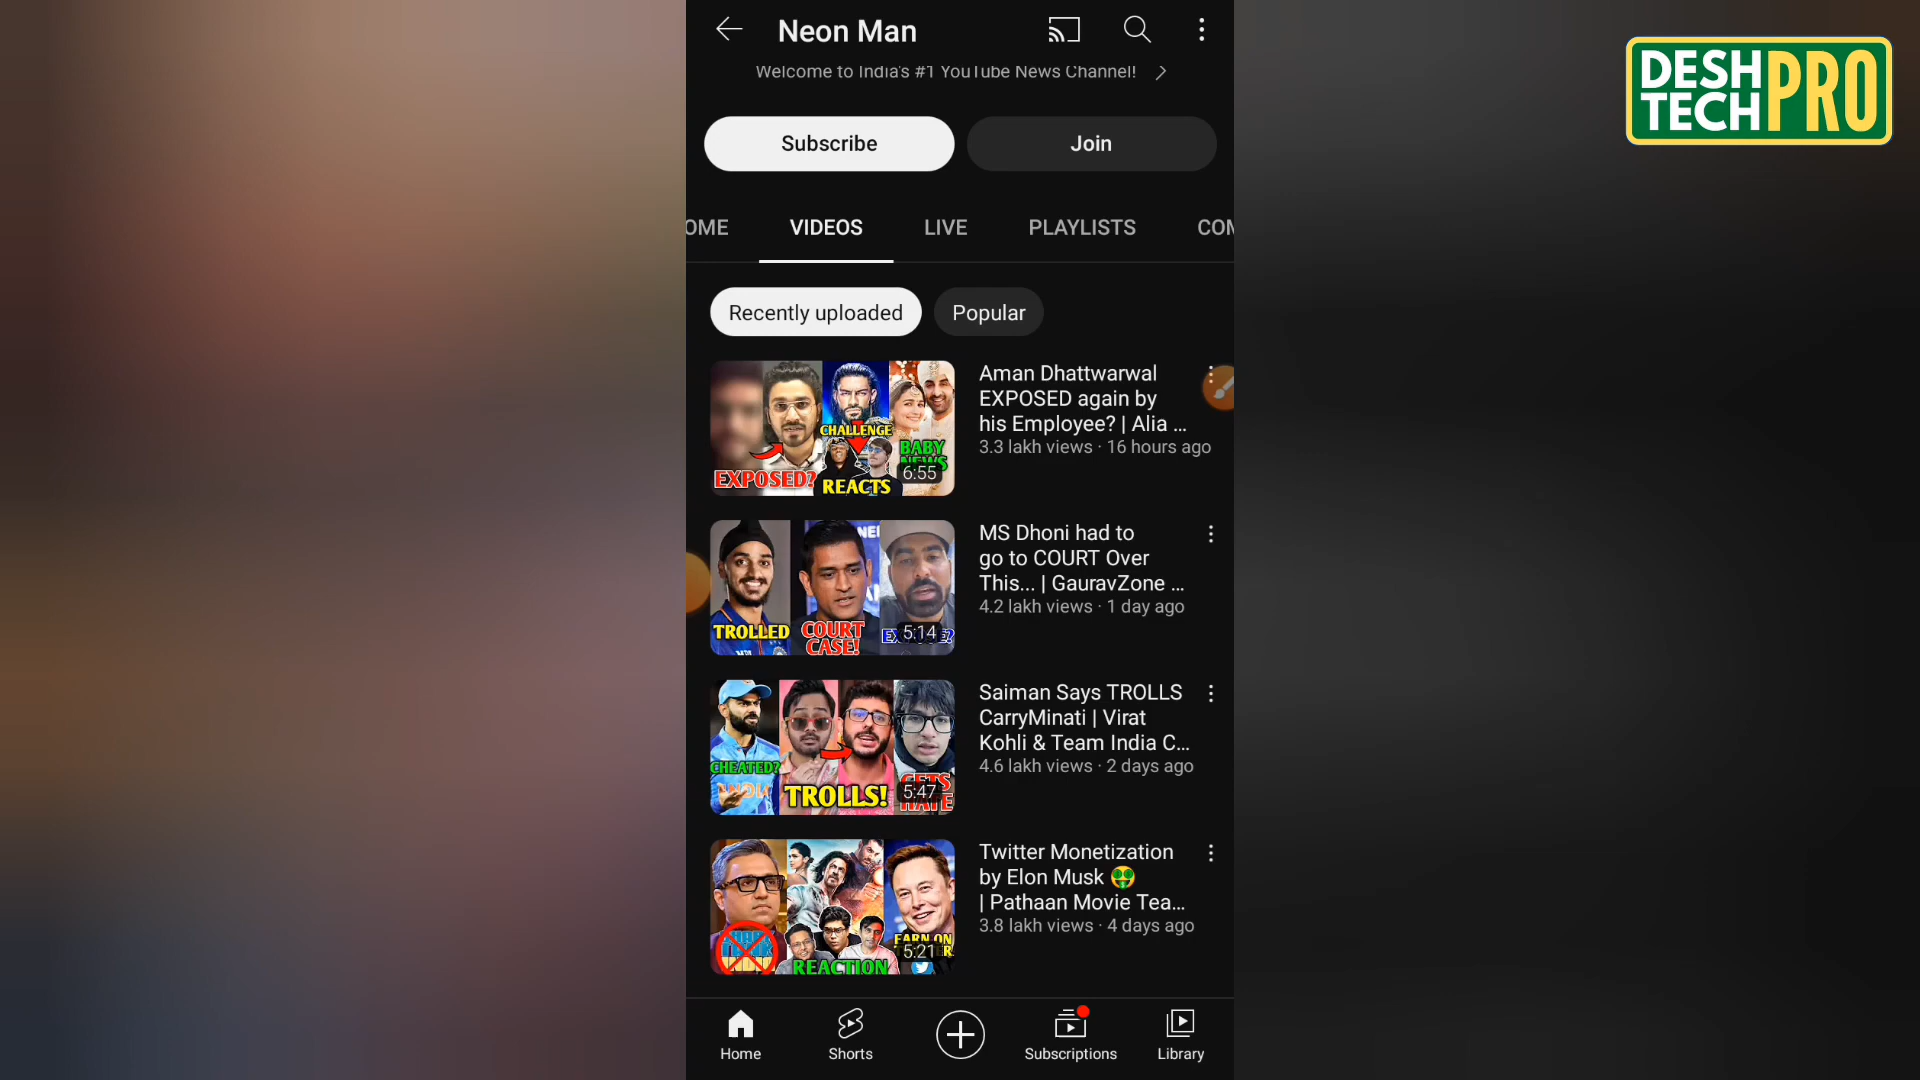 Neon Man
Welcome to India's #1 YouTube News Channel!
Subscribe
Join
OME
VIDEOS
LIVE
PLAYLISTS
COM
Recently uploaded
Popular
EXPOSED?
CHALLENGE
REACTS
BABY
NEWS
6:55
Aman Dhattwarwal
EXPOSED again by
his Employee? | Alia ...
3.3 lakh views · 16 hours ago
TROLLED
COURT
CASE!
5:14
MS Dhoni had to
go to COURT Over
This... | GauravZone ...
4.2 lakh views · 1 day ago
CHEATED?
TROLLS!
GETS
HATE
5:47
Saiman Says TROLLS
CarryMinati | Virat
Kohli & Team India C...
4.6 lakh views · 2 days ago
REACTION
EARN ON
5:21
Twitter Monetization
by Elon Musk 🤑
| Pathaan Movie Tea...
3.8 lakh views · 4 days ago
Home
Shorts
Subscriptions
Library
DESH
TECH
PRO